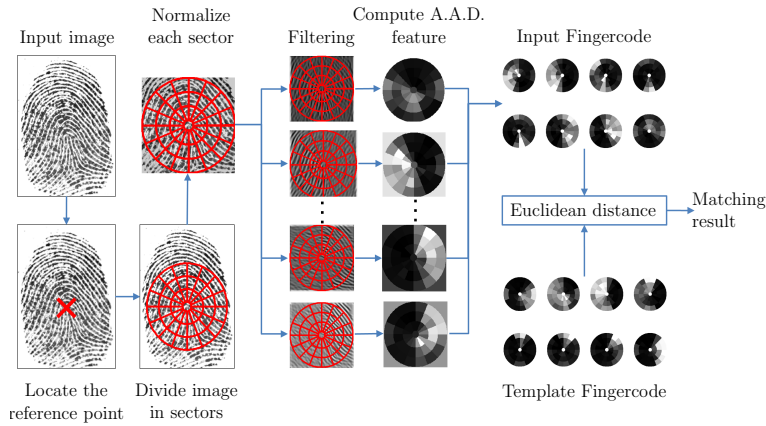 Input image
Normalize
each sector
Filtering
Compute A.A.D.
feature
Input Fingercode
Euclidean distance
Matching
result
Locate the
reference point
Divide image
in sectors
Template Fingercode